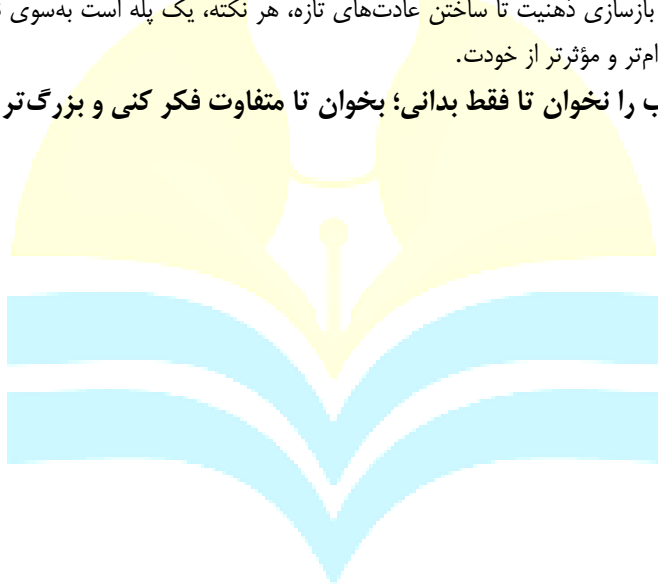 بازسازی ذهنیت تا ساختن عادت‌های تازه، هر نکته، یک پله است به‌سوی
م‌تر و مؤثرتر از خودت.
ب را نخوان تا فقط بدانی؛ بخوان تا متفاوت فکر کنی و بزرگ‌تر